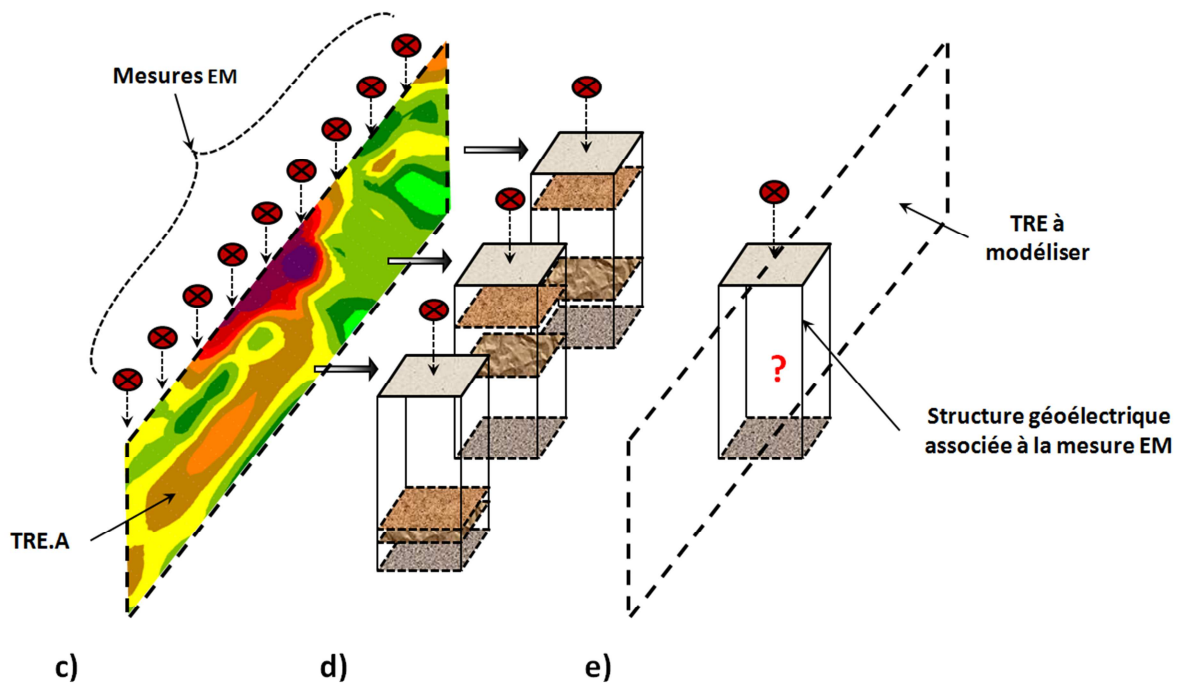 Mesures EM
TRE à
modéliser
?
Structure géoélectrique
associée à la mesure EM
TRE.A
c)
d)
e)